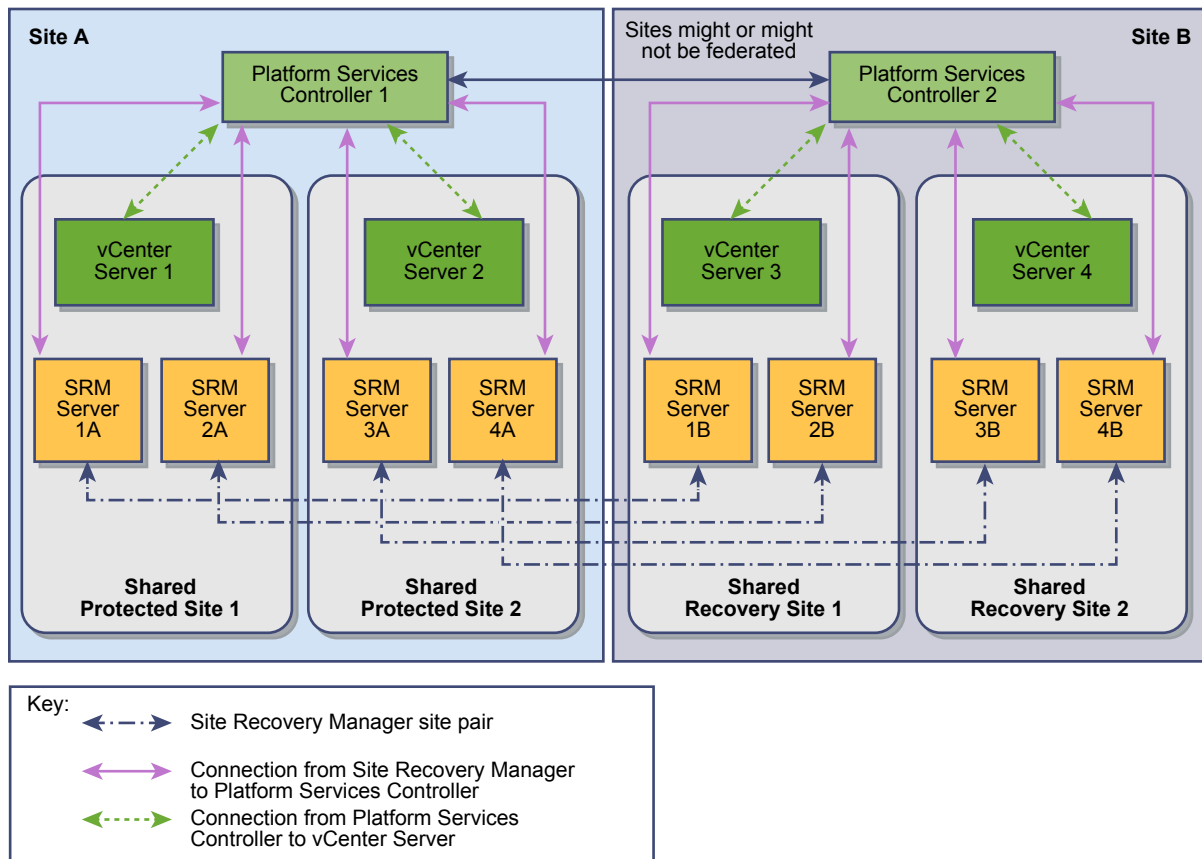 Site A
Sites might or might
not be federated
Site B
Platform Services
Controller 1
Platform Services
Controller 2
vCenter
Server 1
vCenter
Server 2
vCenter
Server 3
vCenter
Server 4
SRM
Server
1A
SRM
Server
2A
SRM
Server
3A
SRM
Server
4A
SRM
Server
1B
SRM
Server
2B
SRM
Server
3B
SRM
Server
4B
Shared
Protected Site 1
Shared
Protected Site 2
Shared
Recovery Site 1
Shared
Recovery Site 2
Key:
Site Recovery Manager site pair
Connection from Site Recovery Manager
to Platform Services Controller
Connection from Platform Services
Controller to vCenter Server